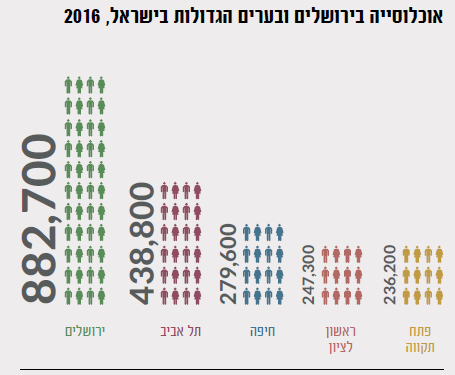 אוכלוסייה בירושלים ובערים הגדולות בישראל, 2016
882,700
438,800
279,600
247,300
236,200
ירושלים
תל אביב
חיפה
ראשון
לציון
פתח
תקווה